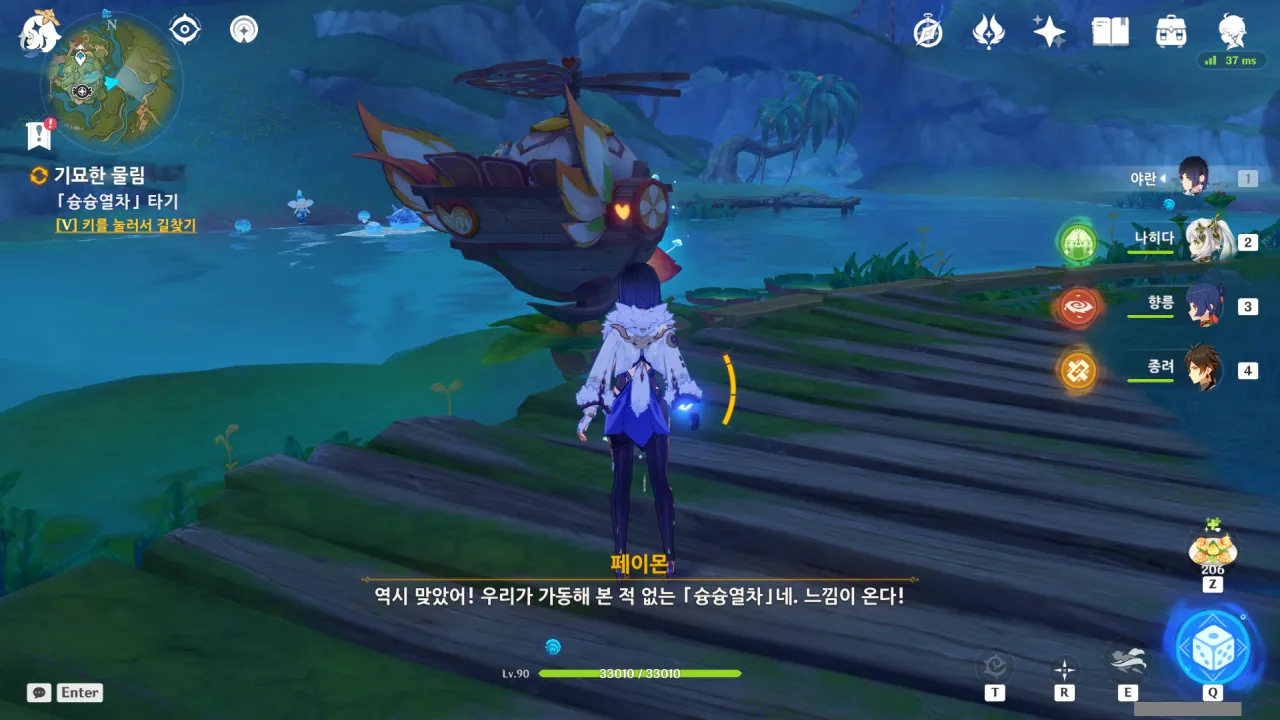 N
37 ms
기묘한 물림
「슝슝열차」 타기
[V] 키를 눌러서 길찾기
야란
1
나히다
2
향릉
3
종려
4
페이몬
역시 맞았어! 우리가 가동해 본 적 없는 「슝슝열차」네. 느낌이 온다!
206
Z
Lv.90
33010 / 33010
Enter
T
R
E
Q